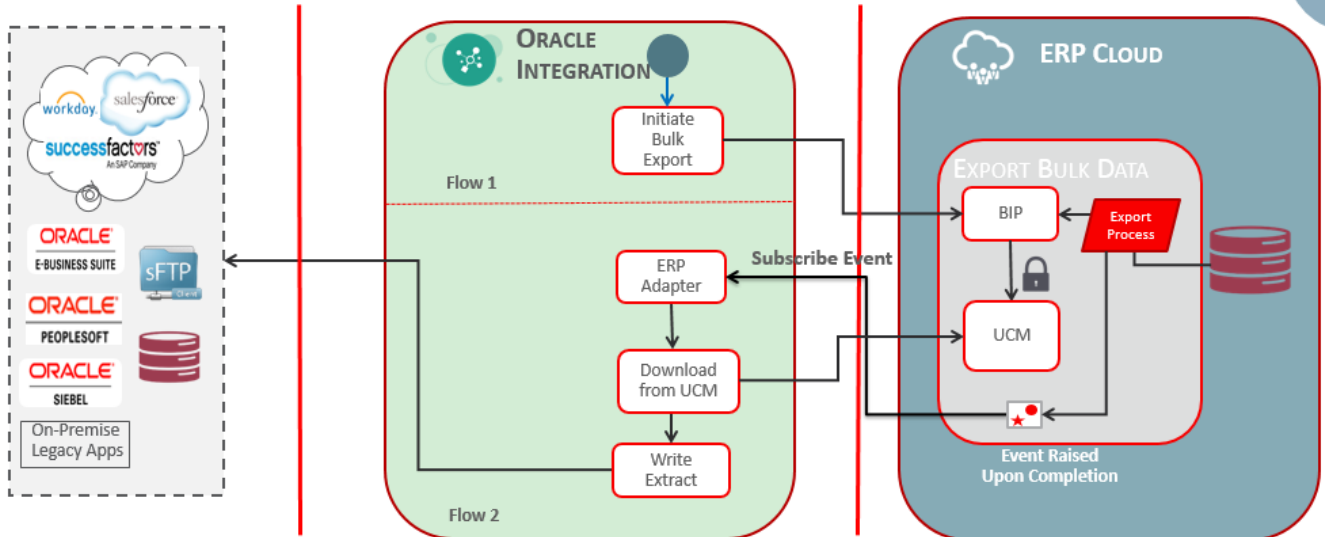 workday.
salesforce
successfactors™
An SAP Company
ORACLE®
E-BUSINESS SUITE
sFTP
Client
ORACLE®
PEOPLESOFT
ORACLE®
SIEBEL
On-Premise
Legacy Apps
ORACLE
INTEGRATION
Initiate
Bulk
Export
Flow 1
ERP
Adapter
Download
from UCM
Write
Extract
Flow 2
Subscribe Event
ERP CLOUD
EXPORT BULK DATA
BIP
Export
Process
UCM
Event Raised
Upon Completion